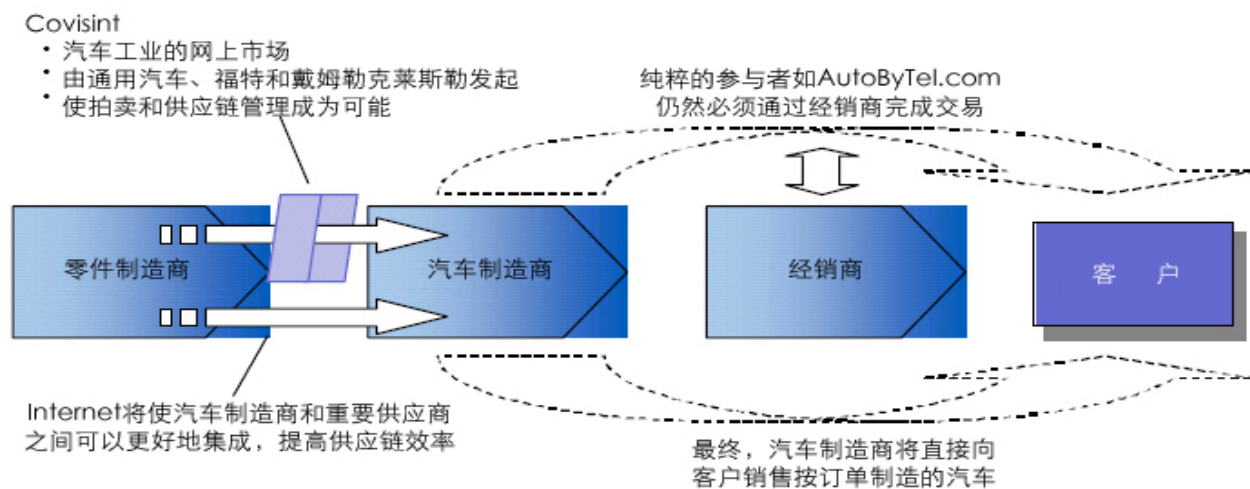 Covisint
• 汽车工业的网上市场
• 由通用汽车、福特和戴姆勒克莱斯勒发起
• 使拍卖和供应链管理成为可能
纯粹的参与者如AutoByTel.com
仍然必须通过经销商完成交易
零件制造商
汽车制造商
经销商
客 户
Internet将使汽车制造商和重要供应商
之间可以更好地集成，提高供应链效率
最终，汽车制造商将直接向
客户销售按订单制造的汽车